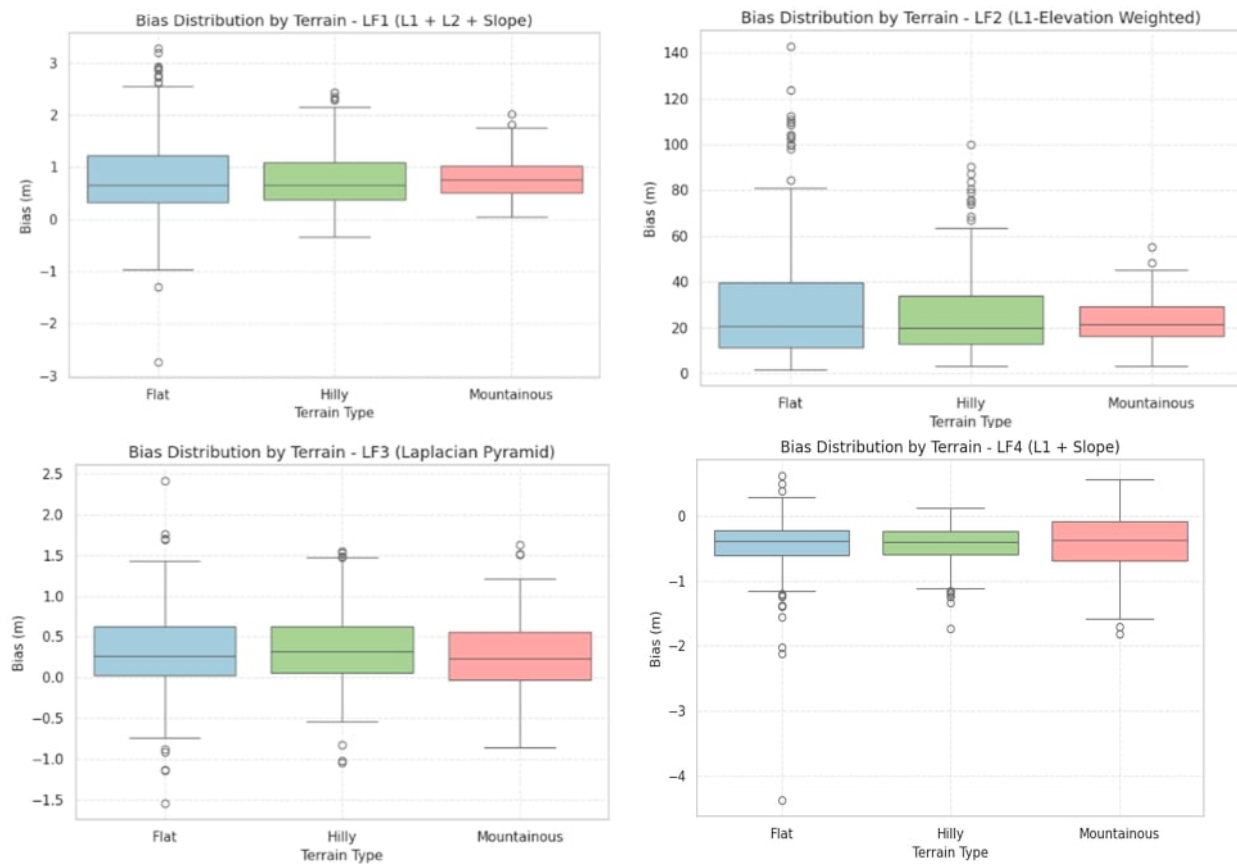 Bias Distribution by Terrain - LF1 (L1 + L2 + Slope)
3
2
1
0
−1
−2
−3
Bias (m)
Flat
Hilly
Mountainous
Terrain Type
Bias Distribution by Terrain - LF2 (L1-Elevation Weighted)
140
120
100
80
60
40
20
0
Bias (m)
Flat
Hilly
Mountainous
Terrain Type
Bias Distribution by Terrain - LF3 (Laplacian Pyramid)
2.5
2.0
1.5
1.0
0.5
0.0
−0.5
−1.0
−1.5
Bias (m)
Flat
Hilly
Mountainous
Terrain Type
Bias Distribution by Terrain - LF4 (L1 + Slope)
0
−1
−2
−3
−4
Bias (m)
Flat
Hilly
Mountainous
Terrain Type